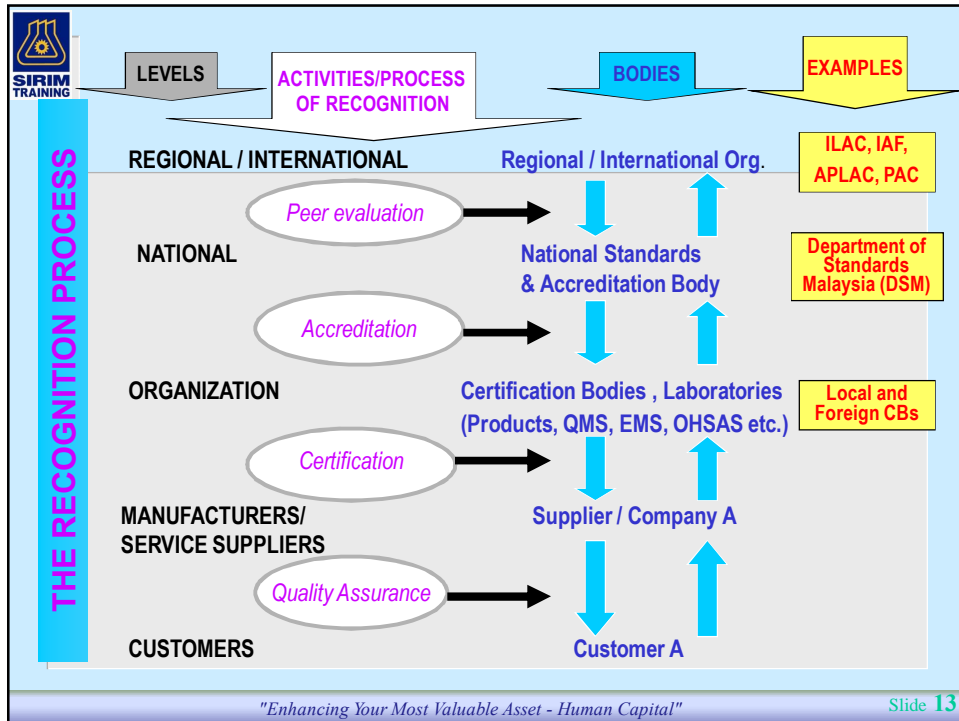 SIRIM
TRAINING
LEVELS
ACTIVITIES/PROCESS
OF RECOGNITION
BODIES
EXAMPLES
THE RECOGNITION PROCESS
REGIONAL / INTERNATIONAL
Regional / International Org.
ILAC, IAF,
APLAC, PAC
Peer evaluation
NATIONAL
National Standards
& Accreditation Body
Department of
Standards
Malaysia (DSM)
Accreditation
ORGANIZATION
Certification Bodies , Laboratories
(Products, QMS, EMS, OHSAS etc.)
Local and
Foreign CBs
Certification
MANUFACTURERS/
SERVICE SUPPLIERS
Supplier / Company A
Quality Assurance
CUSTOMERS
Customer A
"Enhancing Your Most Valuable Asset - Human Capital"
Slide 13